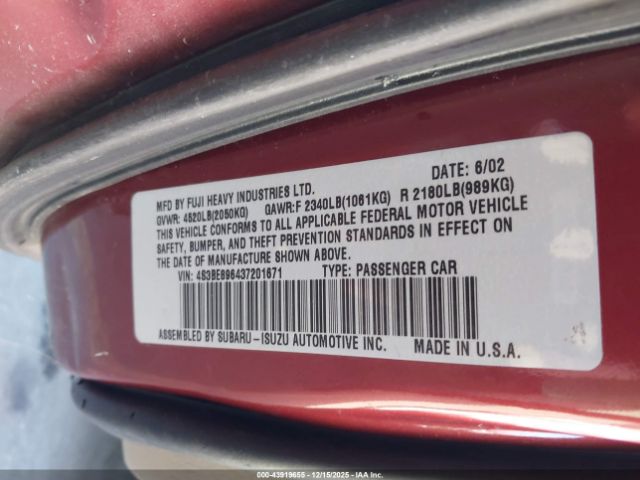 DATE: 6/02
MFD BY FUJI HEAVY INDUSTRIES LTD.
GVWR: 4520LB(2050KG) GAWR:F 2340LB(1061KG) R 2180LB(989KG)
THIS VEHICLE CONFORMS TO ALL APPLICABLE FEDERAL MOTOR VEHICLE
SAFETY, BUMPER, AND THEFT PREVENTION STANDARDS IN EFFECT ON
THE DATE OF MANUFACTURE SHOWN ABOVE.
VIN: 4S3BE896437201671 TYPE: PASSENGER CAR
ASSEMBLED BY SUBARU-ISUZU AUTOMOTIVE INC. MADE IN U.S.A.
000-43919655 - 12/15/2025 - IAAI.com